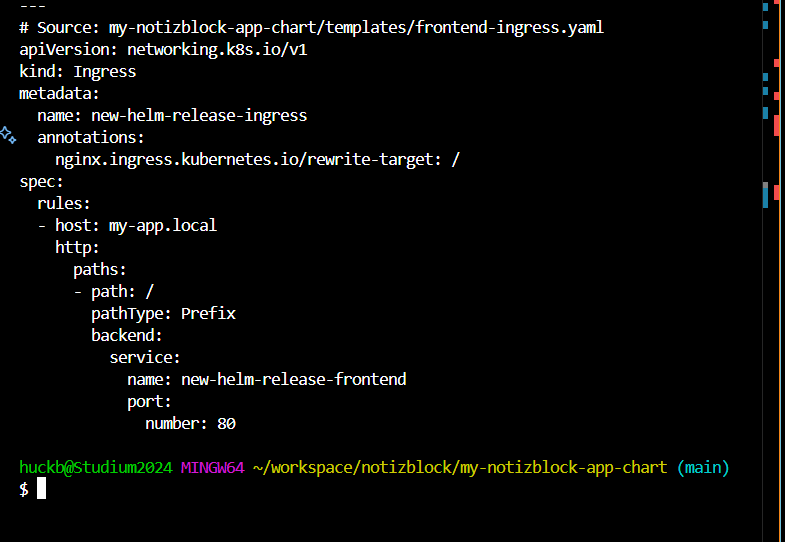 ---
# Source: my-notizblock-app-chart/templates/frontend-ingress.yaml
apiVersion: networking.k8s.io/v1
kind: Ingress
metadata:
  name: new-helm-release-ingress
  annotations:
    nginx.ingress.kubernetes.io/rewrite-target: /
spec:
  rules:
  - host: my-app.local
    http:
      paths:
      - path: /
        pathType: Prefix
        backend:
          service:
            name: new-helm-release-frontend
            port:
              number: 80
huckb@Studium2024 MINGW64 ~/workspace/notizblock/my-notizblock-app-chart (main)
$